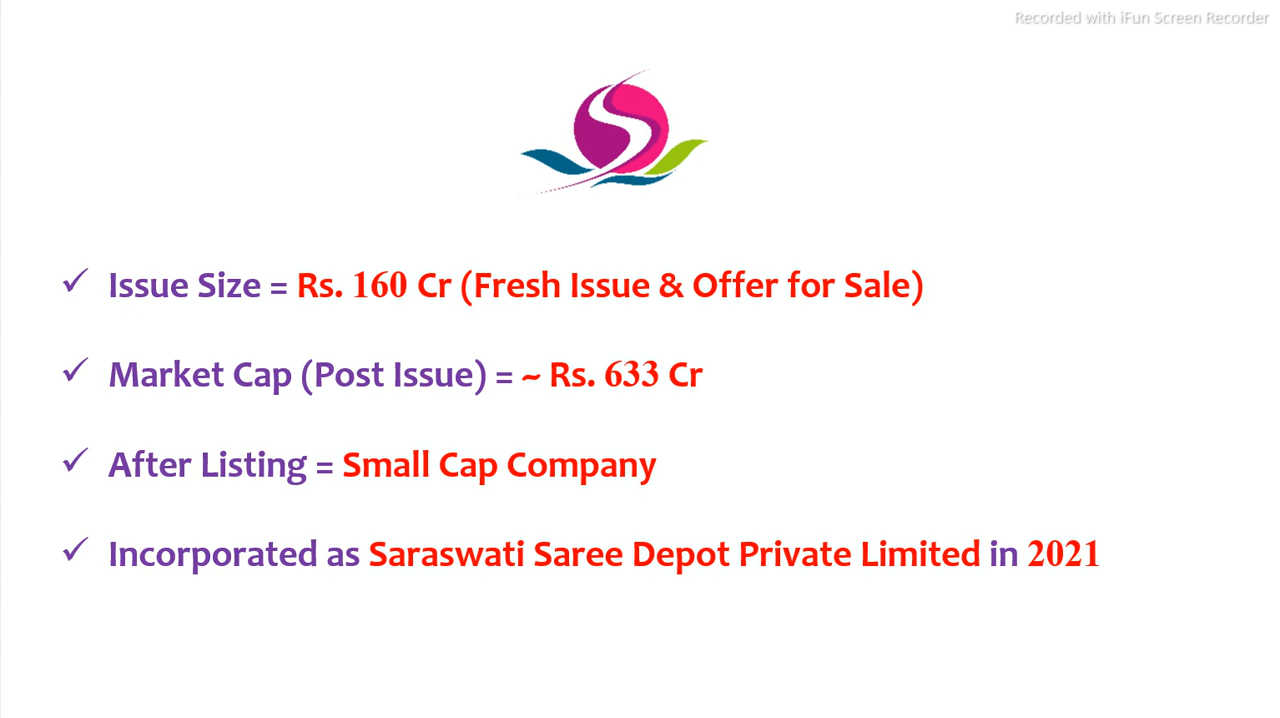 Recorded with iFun Screen Recorder
✓ Issue Size = Rs. 160 Cr (Fresh Issue & Offer for Sale)
✓ Market Cap (Post Issue) = ~ Rs. 633 Cr
✓ After Listing = Small Cap Company
✓ Incorporated as Saraswati Saree Depot Private Limited in 2021